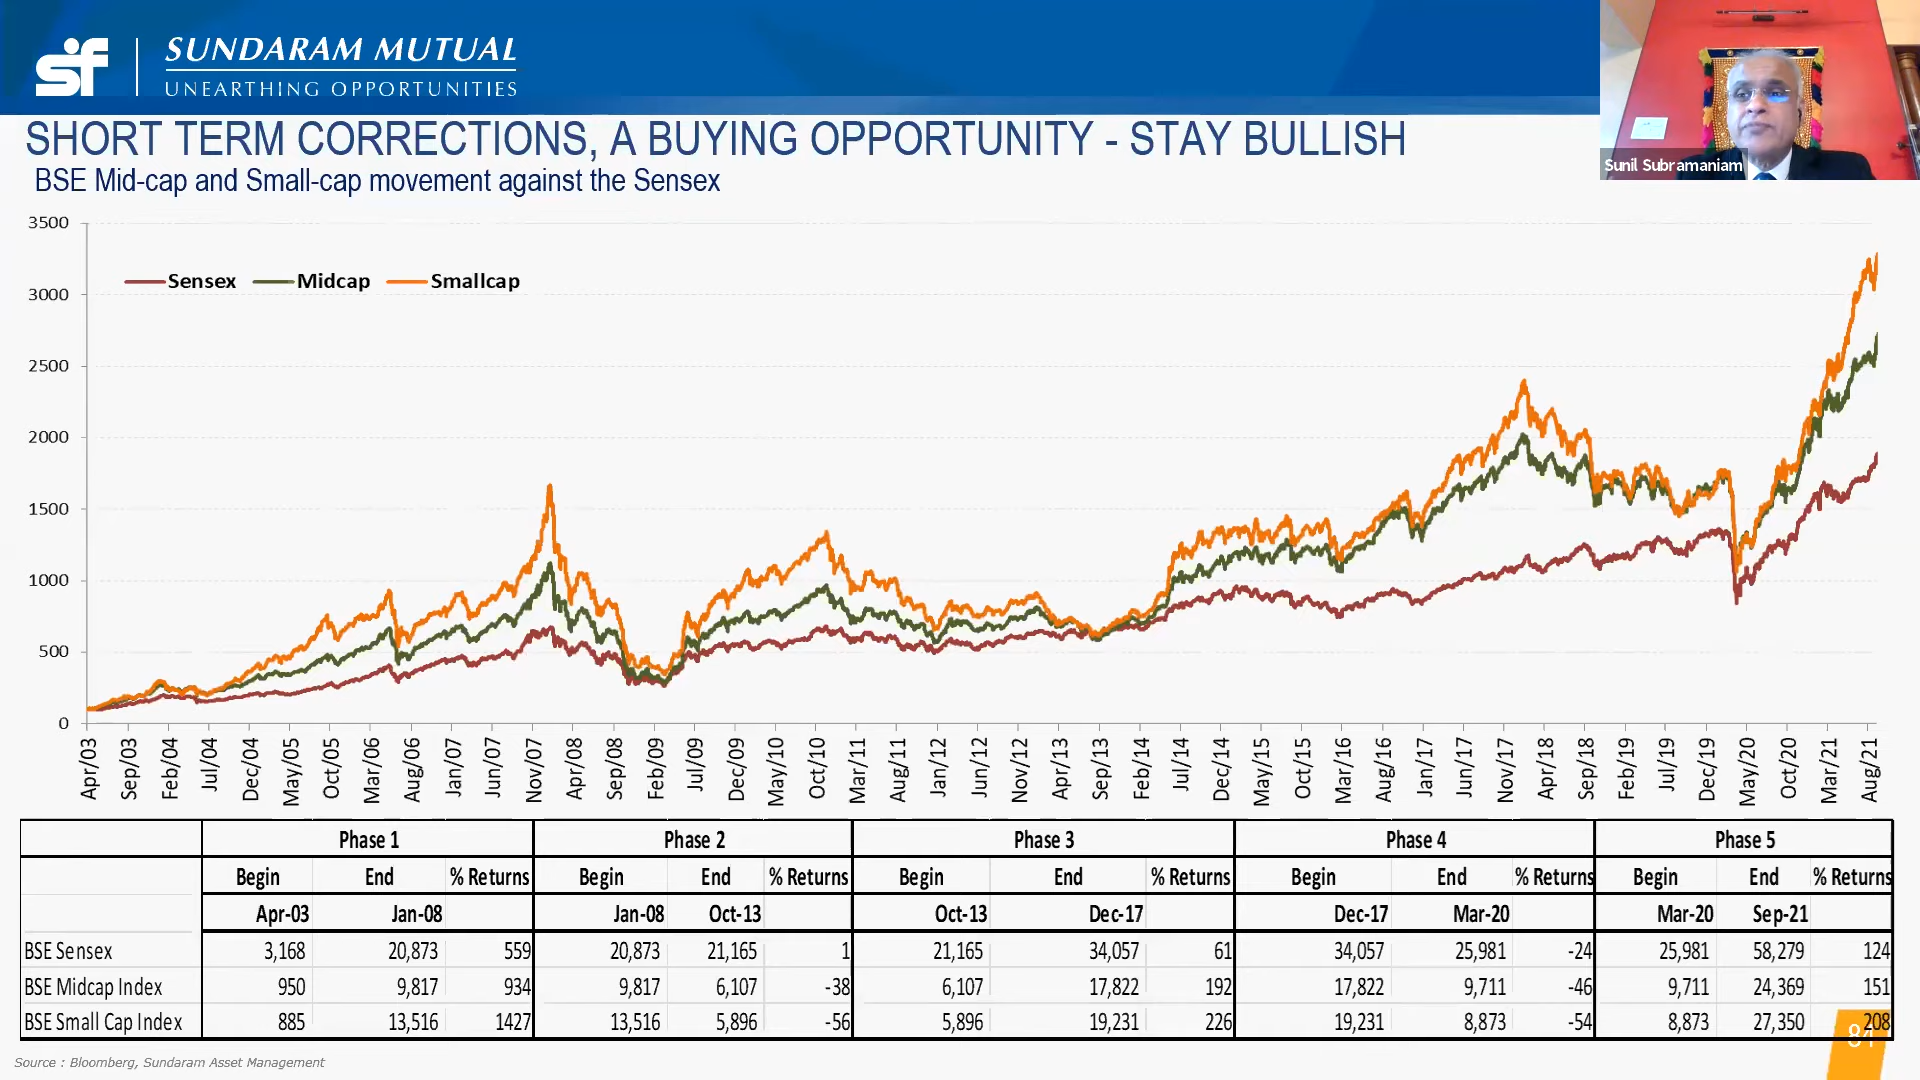 sf
SUNDARAM MUTUAL
UNEARTHING OPPORTUNITIES
Sunil Subramaniam
SHORT TERM CORRECTIONS, A BUYING OPPORTUNITY - STAY BULLISH
BSE Mid-cap and Small-cap movement against the Sensex
Sensex Midcap Smallcap
3500
3000
2500
2000
1500
1000
500
0
Apr/03 Sep/03 Feb/04 Jul/04 Dec/04 May/05 Oct/05 Mar/06 Aug/06 Jan/07 Jun/07 Nov/07 Apr/08 Sep/08 Feb/09 Jul/09 Dec/09 May/10 Oct/10 Mar/11 Aug/11 Jan/12 Jun/12 Nov/12 Apr/13 Sep/13 Feb/14 Jul/14 Dec/14 May/15 Oct/15 Mar/16 Aug/16 Jan/17 Jun/17 Nov/17 Apr/18 Sep/18 Feb/19 Jul/19 Dec/19 May/20 Oct/20 Mar/21 Aug/21
Phase 1 Phase 2 Phase 3 Phase 4 Phase 5
Begin End % Returns Begin End % Returns Begin End % Returns Begin End % Returns Begin End % Returns
Apr-03 Jan-08 Jan-08 Oct-13 Oct-13 Dec-17 Dec-17 Mar-20 Mar-20 Sep-21
BSE Sensex 3,168 20,873 559 20,873 21,165 1 21,165 34,057 61 34,057 25,981 -24 25,981 58,279 124
BSE Midcap Index 950 9,817 934 9,817 6,107 -38 6,107 17,822 192 17,822 9,711 -46 9,711 24,369 151
BSE Small Cap Index 885 13,516 1427 13,516 5,896 -56 5,896 19,231 226 19,231 8,873 -54 8,873 27,350 208
Source : Bloomberg, Sundaram Asset Management